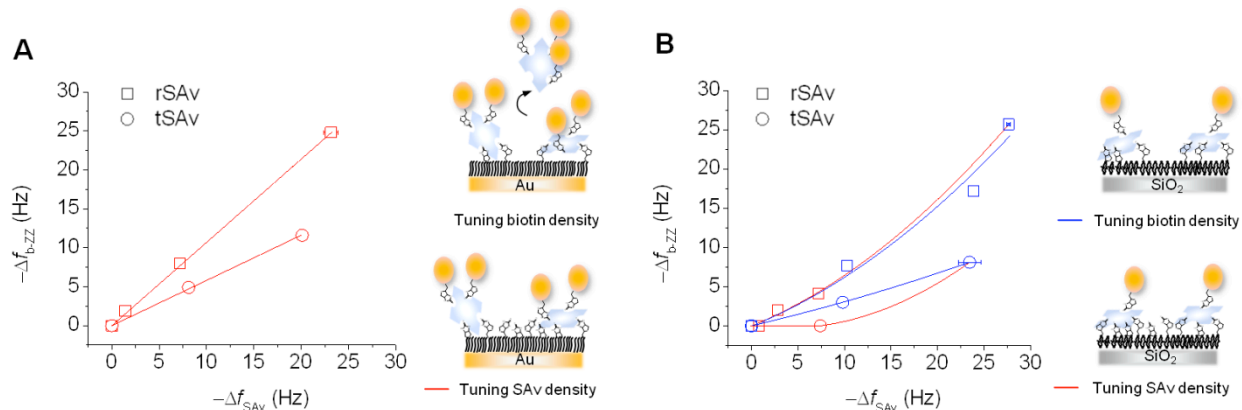 A
30
25
20
15
10
5
0
−Δf_b-ZZ (Hz)
rSAv
tSAv
0 5 10 15 20 25 30
−Δf_SAv (Hz)
Au
Tuning biotin density
Au
Tuning SAv density
B
30
25
20
15
10
5
0
−Δf_b-ZZ (Hz)
rSAv
tSAv
0 5 10 15 20 25 30
−Δf_SAv (Hz)
SiO₂
Tuning biotin density
SiO₂
Tuning SAv density